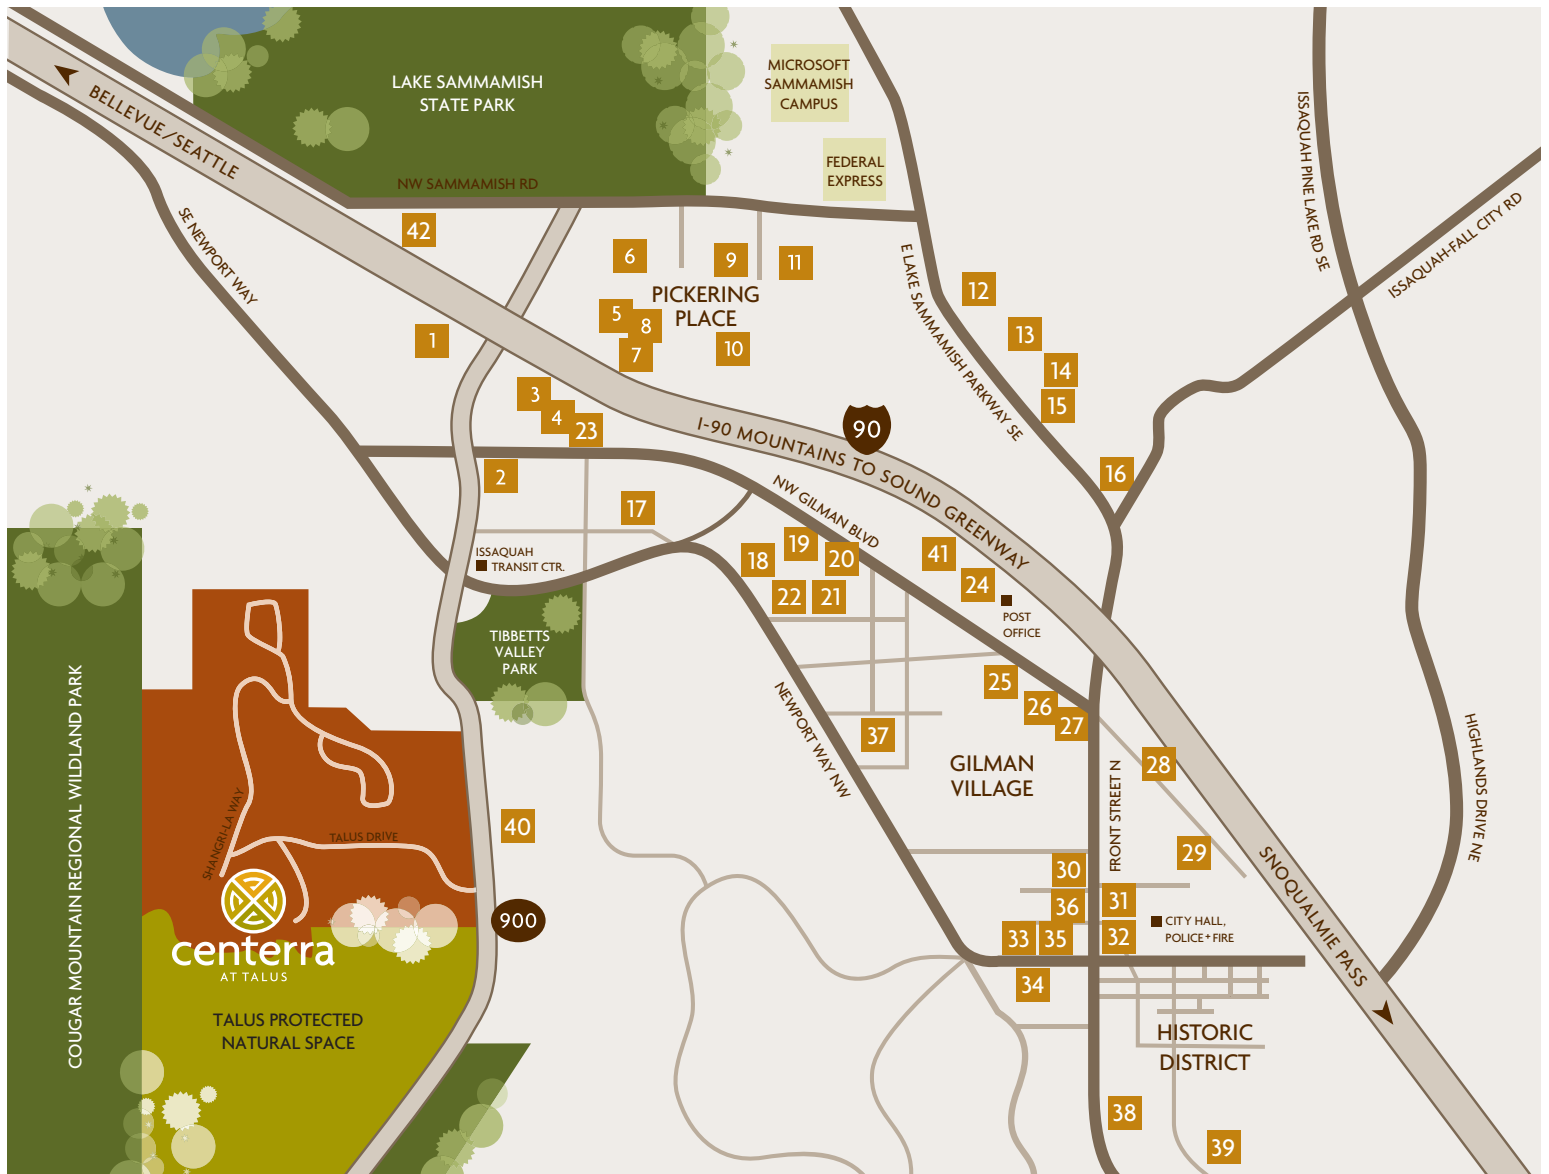 LAKE SAMMAMISH
STATE PARK
MICROSOFT
SAMMAMISH
CAMPUS
FEDERAL
EXPRESS
BELLEVUE/SEATTLE
NW SAMMAMISH RD
SE NEWPORT WAY
ISSAQUAH PINE LAKE RD SE
ISSAQUAH-FALL CITY RD
E LAKE SAMMAMISH PARKWAY SE
42
6
9
11
PICKERING
PLACE
5
8
7
10
1
12
13
14
15
16
3
4
23
2
17
I-90 MOUNTAINS TO SOUND GREENWAY
90
NW GILMAN BLVD
ISSAQUAH
TRANSIT CTR.
18
19
20
22
21
41
24
POST
OFFICE
TIBBETTS
VALLEY
PARK
25
26
27
NEWPORT WAY NW
37
GILMAN
VILLAGE
28
FRONT STREET N
29
HIGHLANDS DRIVE NE
COUGAR MOUNTAIN REGIONAL WILDLAND PARK
SHANGRI-LA WAY
TALUS DRIVE
40
900
centerra
AT TALUS
30
31
36
33
35
32
CITY HALL,
POLICE + FIRE
34
SNOQUALMIE PASS
TALUS PROTECTED
NATURAL SPACE
HISTORIC
DISTRICT
38
39